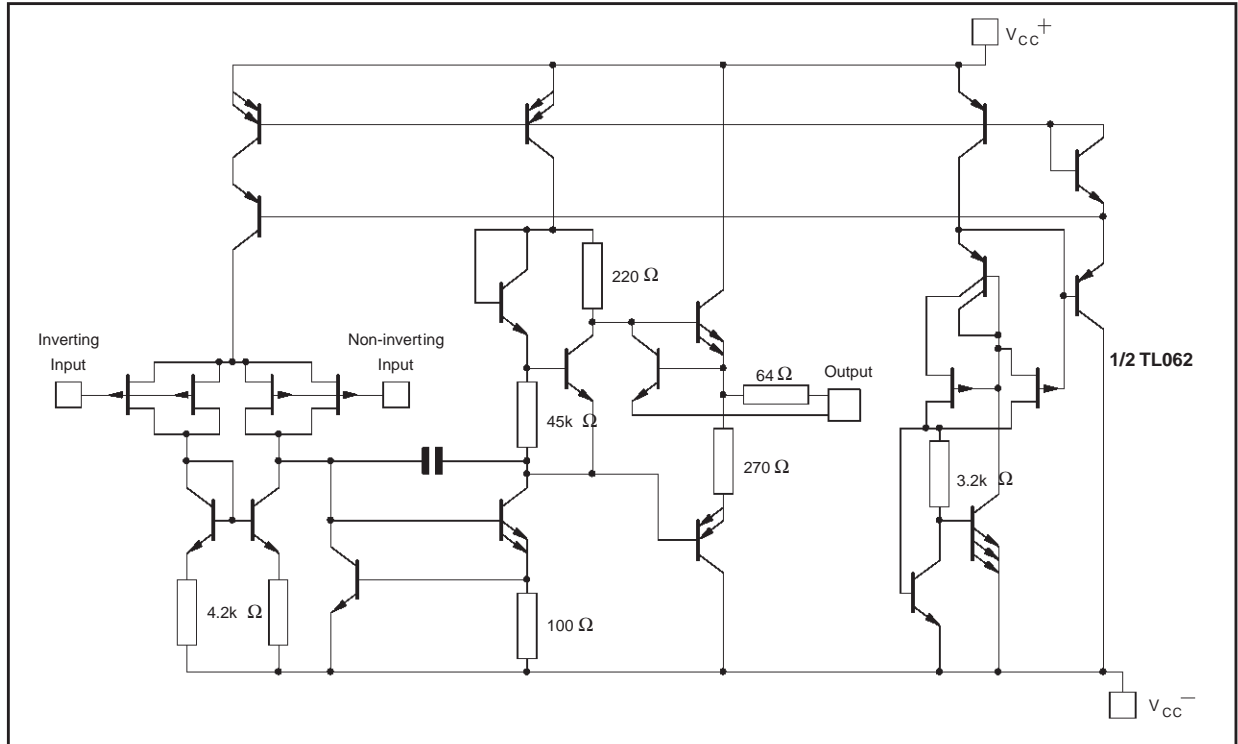 VCC+
220 Ω
Inverting
Input
Non-inverting
Input
64 Ω
Output
1/2 TL062
45k Ω
270 Ω
3.2k Ω
4.2k Ω
100 Ω
VCC−